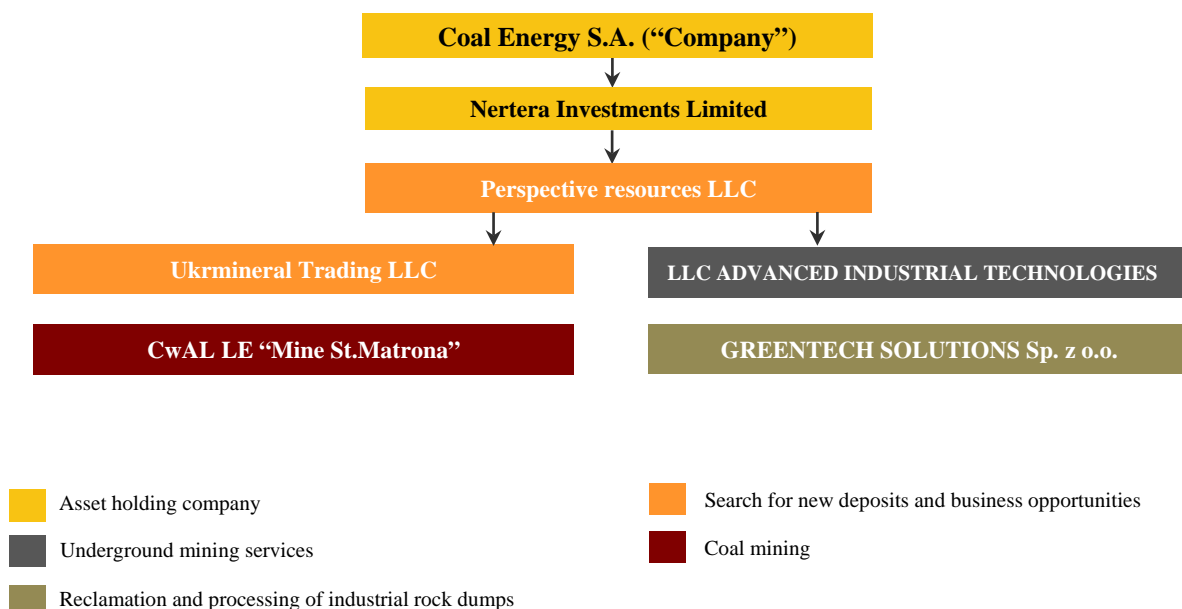 Coal Energy S.A. (“Company”)
Nertera Investments Limited
Perspective resources LLC
Ukrmineral Trading LLC
LLC ADVANCED INDUSTRIAL TECHNOLOGIES
CwAL LE “Mine St.Matrona”
GREENTECH SOLUTIONS Sp. z o.o.
Asset holding company
Search for new deposits and business opportunities
Underground mining services
Coal mining
Reclamation and processing of industrial rock dumps